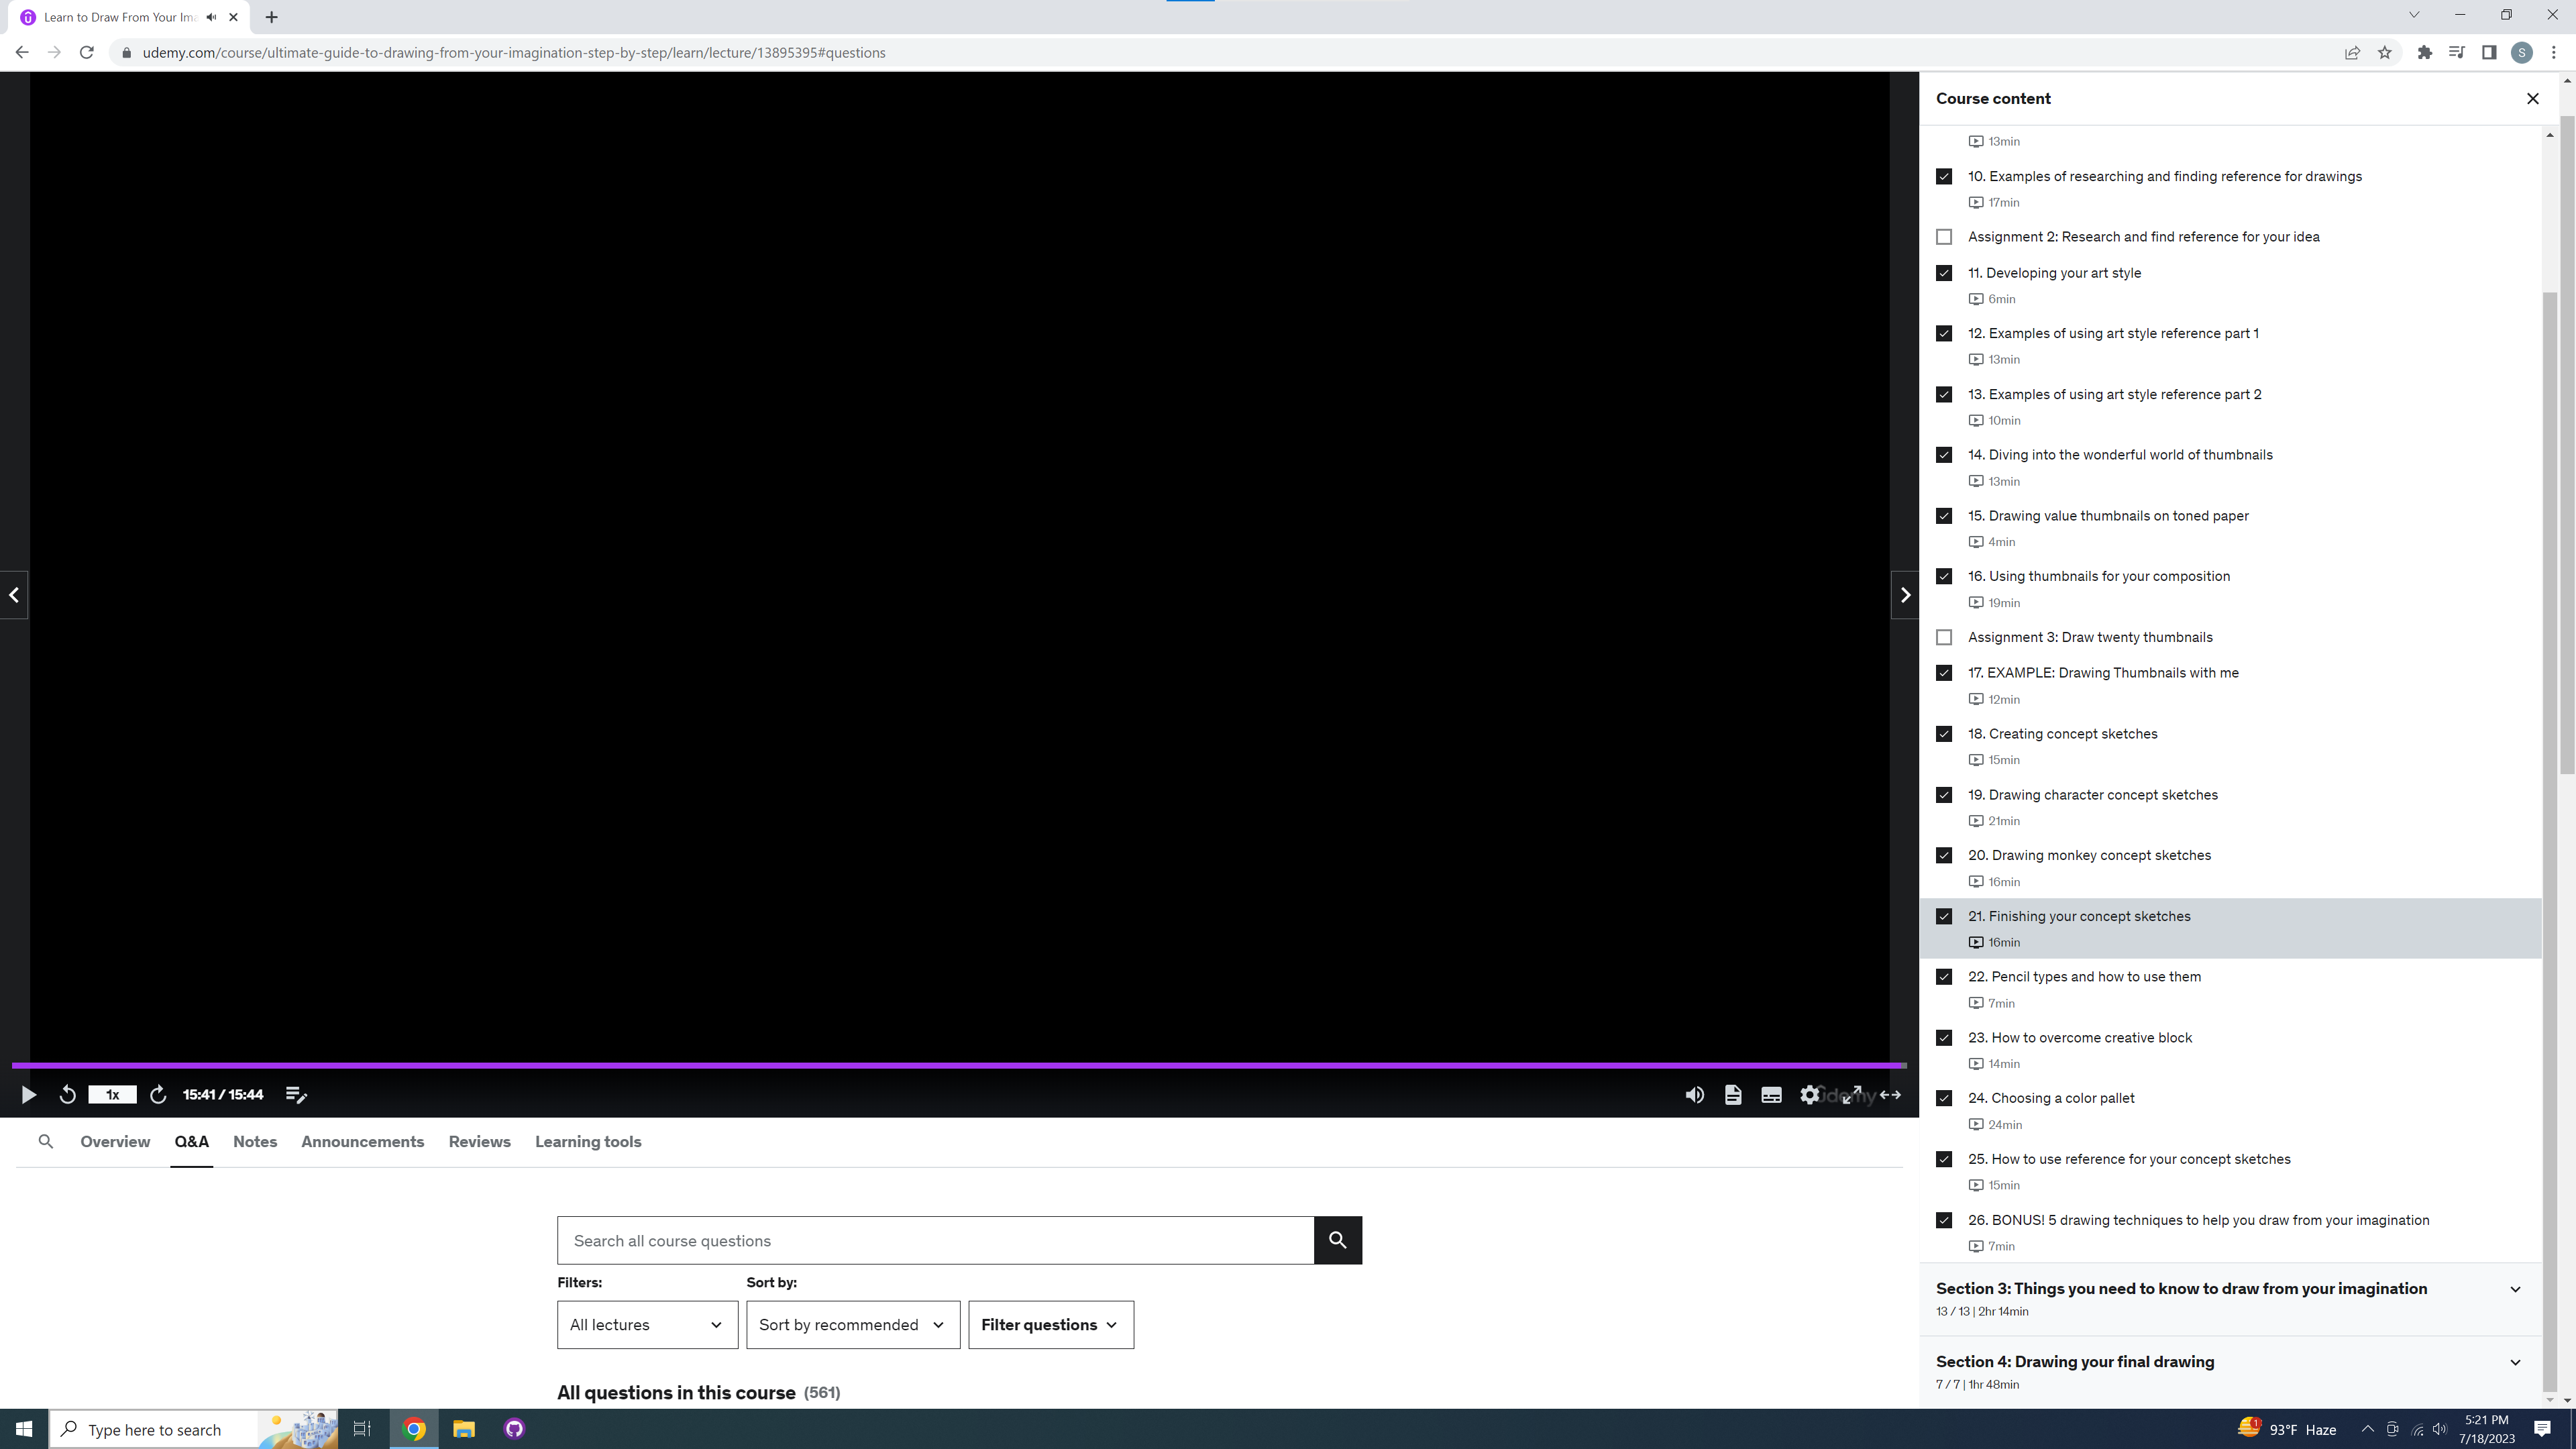 Learn to Draw From Your Ima
udemy.com/course/ultimate-guide-to-drawing-from-your-imagination-step-by-step/learn/lecture/13895395#questions
S
Course content
13min
10. Examples of researching and finding reference for drawings
17min
Assignment 2: Research and find reference for your idea
11. Developing your art style
6min
12. Examples of using art style reference part 1
13min
13. Examples of using art style reference part 2
10min
14. Diving into the wonderful world of thumbnails
13min
15. Drawing value thumbnails on toned paper
4min
16. Using thumbnails for your composition
19min
Assignment 3: Draw twenty thumbnails
17. EXAMPLE: Drawing Thumbnails with me
12min
18. Creating concept sketches
15min
19. Drawing character concept sketches
21min
20. Drawing monkey concept sketches
16min
21. Finishing your concept sketches
16min
22. Pencil types and how to use them
7min
23. How to overcome creative block
14min
24. Choosing a color pallet
24min
25. How to use reference for your concept sketches
15min
26. BONUS! 5 drawing techniques to help you draw from your imagination
7min
Section 3: Things you need to know to draw from your imagination
13 / 13 | 2hr 14min
Section 4: Drawing your final drawing
7 / 7 | 1hr 48min
1x
15:41 / 15:44
udemy
Overview
Q&A
Notes
Announcements
Reviews
Learning tools
Search all course questions
Filters:
Sort by:
All lectures
Sort by recommended
Filter questions
All questions in this course (561)
Type here to search
1
93°F Haze
5:21 PM
7/18/2023